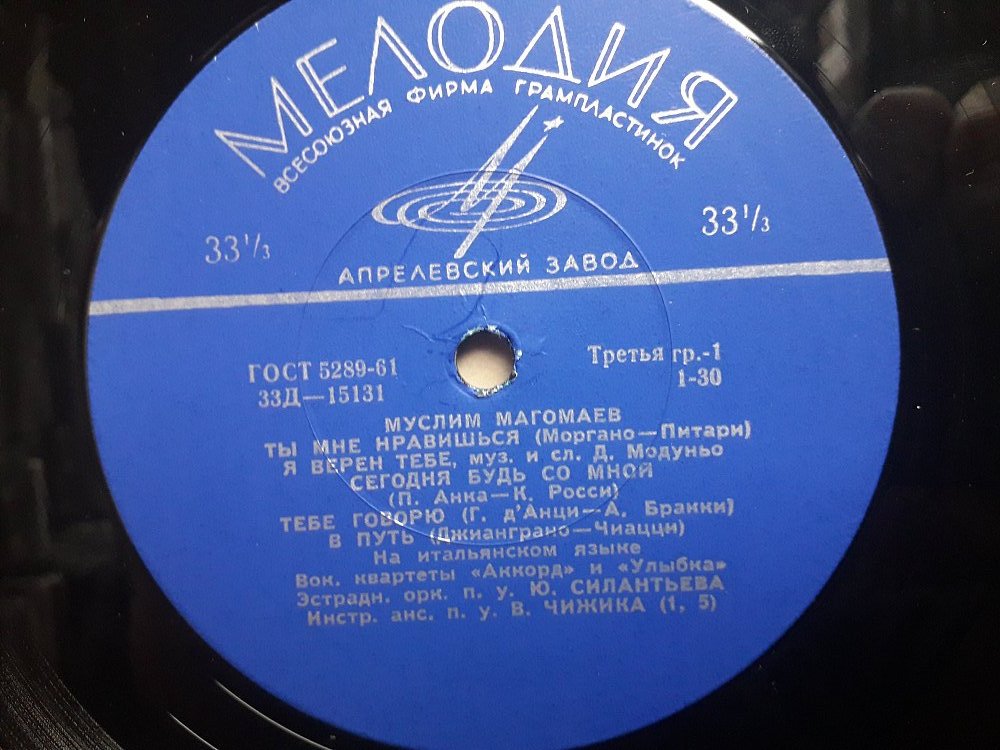 МЕЛОДИЯ
ВСЕСОЮЗНАЯ ФИРМА ГРАМПЛАСТИНОК
33⅓ 33⅓
АПРЕЛЕВСКИЙ ЗАВОД
ГОСТ 5289-61 Третья гр.-1
33Д—15131 1-30
МУСЛИМ МАГОМАЕВ
ТЫ МНЕ НРАВИШЬСЯ (Моргано—Питари)
Я ВЕРЕН ТЕБЕ, муз. и сл. Д. Модуньо
СЕГОДНЯ БУДЬ СО МНОЙ
(П. Анка—К. Росси)
ТЕБЕ ГОВОРЮ (Г. д'Анци—А. Бракки)
В ПУТЬ (Джианграно—Чиацци)
На итальянском языке
Вок. квартеты «Аккорд» и «Улыбка»
Эстрадн. орк. п. у. Ю. СИЛАНТЬЕВА
Инстр. анс. п. у. В. ЧИЖИКА (1, 5)